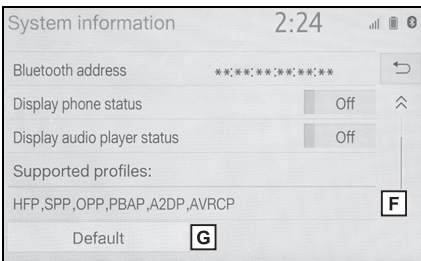 System information 2:24
Bluetooth address **:**:**:**:**:**
Display phone status Off
Display audio player status Off
Supported profiles:
HFP,SPP,OPP,PBAP,A2DP,AVRCP
F
Default G